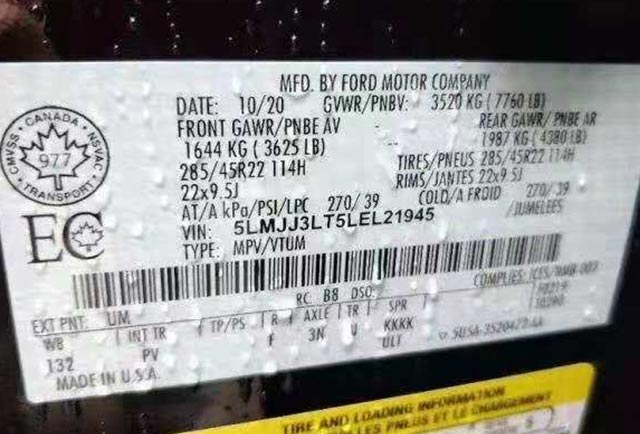 MFD. BY FORD MOTOR COMPANY
DATE: 10/20 GVWR/PNBV: 3520 KG ( 7760 LB)
FRONT GAWR/PNBE AV REAR GAWR/PNBE AR
1644 KG ( 3625 LB) 1987 KG ( 4380 LB)
285/45R22 114H TIRES/PNEUS 285/45R22 114H
22x9.5J RIMS/JANTES 22x9.5J
AT/A kPa/PSI/LPC 270/ 39 COLD/A FROID 270/ 39
VIN: 5LMJJ3LT5LEL21945 /JUMELEES
TYPE: MPV/VTUM
CMVSS · CANADA · NSVAC
977
TRANSPORT
EC
EXT PNT: UM RC: B8 DSO:
WB INT TR TP/PS R AXLE TR SPR
132 PV F 3N U KKKK
ULT
MADE IN U.S.A.
TIRE AND LOADING INFORMATION